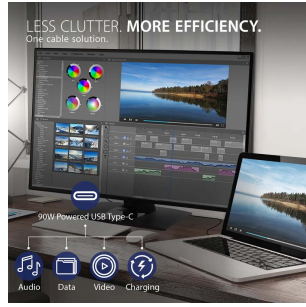 LESS CLUTTER. MORE EFFICIENCY.
One cable solution.
90W Powered USB Type-C
Audio Data Video Charging